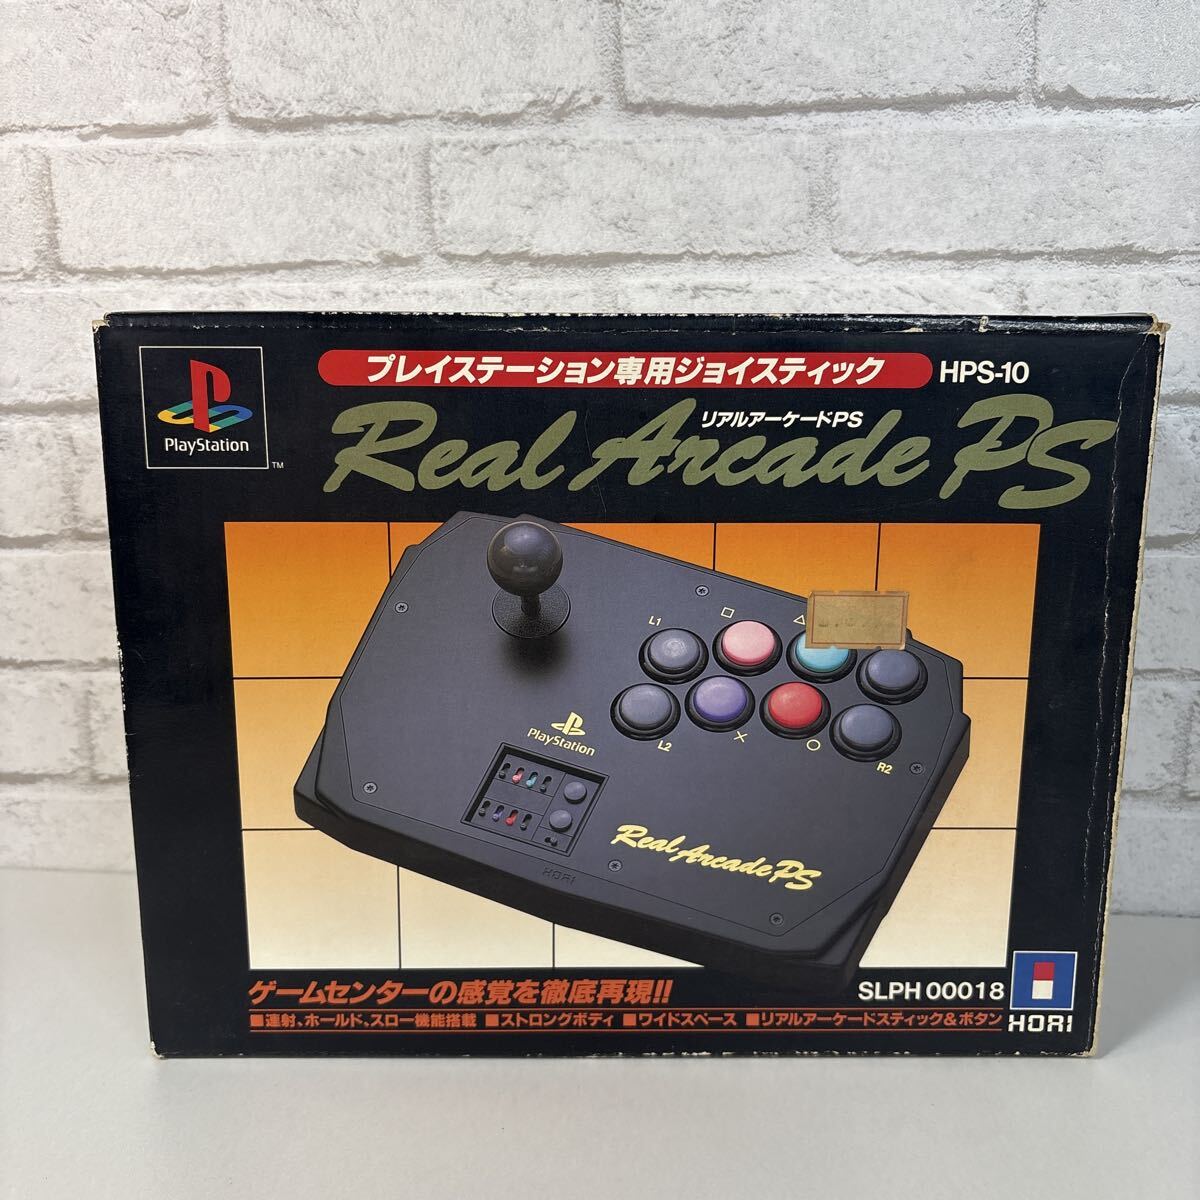 プレイステーション専用ジョイスティック HPS-10
PlayStation
TM
リアルアーケードPS
Real Arcade PS
L1 □ △
L2 × ○ R2
PlayStation
Real Arcade PS
HORI
ゲームセンターの感覚を徹底再現!!
SLPH 00018
■連射、ホールド、スロー機能搭載 ■ストロングボディ ■ワイドスペース ■リアルアーケードスティック&ボタン
HORI